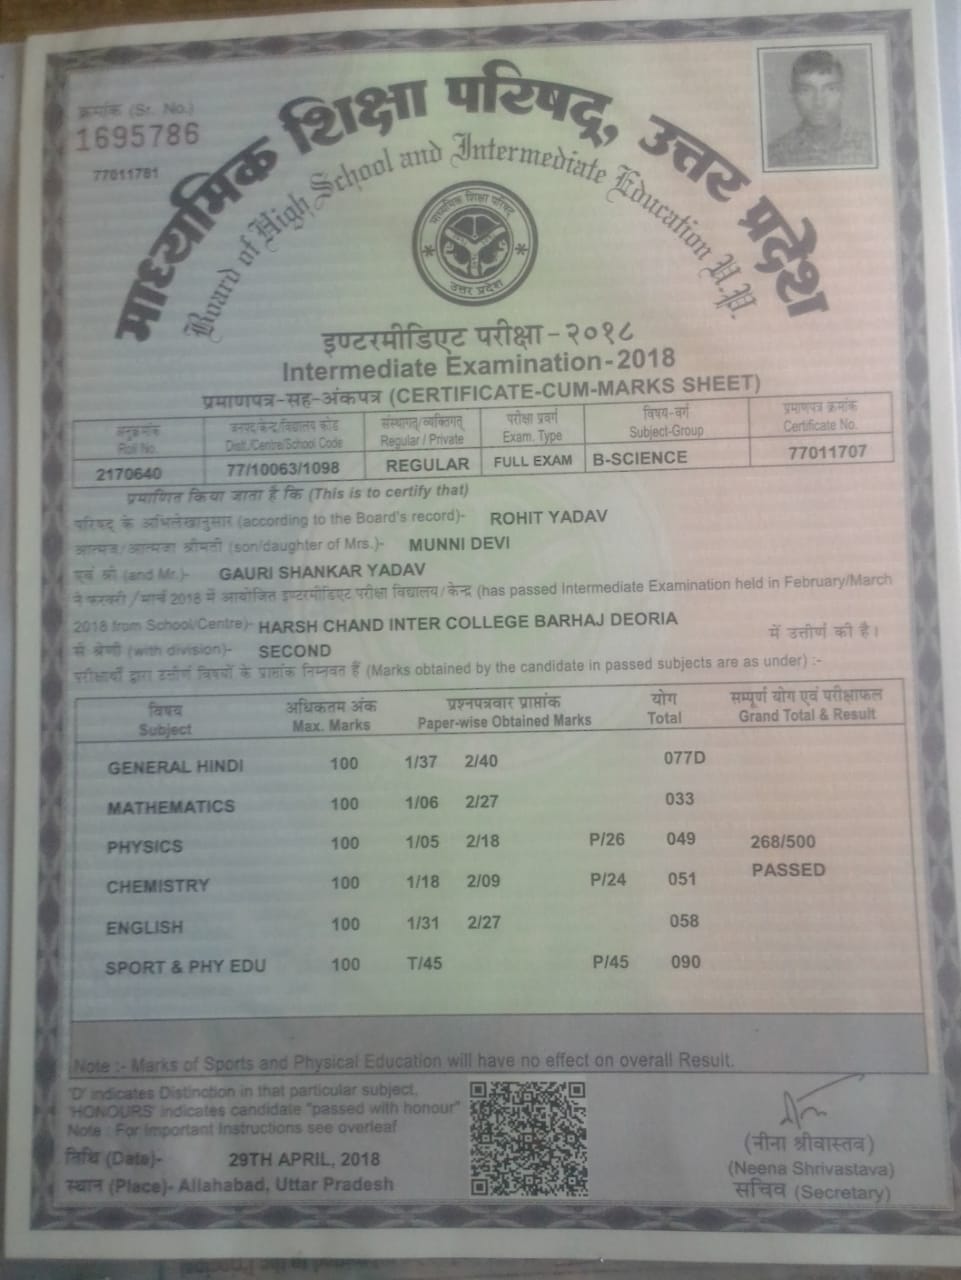 क्रमांक (Sr. No.)
1695786
77011781
माध्यमिक शिक्षा परिषद्, उत्तर प्रदेश
Board of High School and Intermediate Education U.P.
माध्यमिक शिक्षा परिषद्
उत्तर प्रदेश
इण्टरमीडिएट परीक्षा-२०१८
Intermediate Examination-2018
प्रमाणपत्र-सह-अंकपत्र (CERTIFICATE-CUM-MARKS SHEET)
अनुक्रमांक जनपद/केन्द्र/विद्यालय कोड संस्थागत्/व्यक्तिगत् परीक्षा प्रवर्ग विषय-वर्ग प्रमाणपत्र क्रमांक
Roll No. Dist./Centre/School Code Regular / Private Exam. Type Subject-Group Certificate No.
2170640 77/10063/1098 REGULAR FULL EXAM B-SCIENCE 77011707
प्रमाणित किया जाता है कि (This is to certify that)
परिषद के अभिलेखानुसार (according to the Board's record)- ROHIT YADAV
आत्मज/आत्मजा श्रीमती (son/daughter of Mrs.)- MUNNI DEVI
एवं श्री (and Mr.)- GAURI SHANKAR YADAV
ने फरवरी/मार्च 2018 में आयोजित इण्टरमीडिएट परीक्षा विद्यालय/केन्द्र (has passed Intermediate Examination held in February/March
2018 from School/Centre)- HARSH CHAND INTER COLLEGE BARHAJ DEORIA
से श्रेणी (with division)- SECOND में उत्तीर्ण की है।
परीक्षार्थी द्वारा उत्तीर्ण विषयों के प्राप्तांक निम्नवत हैं (Marks obtained by the candidate in passed subjects are as under) :-
विषय अधिकतम अंक प्रश्नपत्रवार प्राप्तांक योग सम्पूर्ण योग एवं परीक्षाफल
Subject Max. Marks Paper-wise Obtained Marks Total Grand Total & Result
GENERAL HINDI 100 1/37 2/40 077D
MATHEMATICS 100 1/06 2/27 033
PHYSICS 100 1/05 2/18 P/26 049 268/500
PASSED
CHEMISTRY 100 1/18 2/09 P/24 051
ENGLISH 100 1/31 2/27 058
SPORT & PHY EDU 100 T/45 P/45 090
Note :- Marks of Sports and Physical Education will have no effect on overall Result.
'D' indicates Distinction in that particular subject,
'HONOURS' indicates candidate "passed with honour"
Note : For Important Instructions see overleaf
तिथि (Date)- 29TH APRIL, 2018
स्थान (Place)- Allahabad, Uttar Pradesh
(नीना श्रीवास्तव)
(Neena Shrivastava)
सचिव (Secretary)